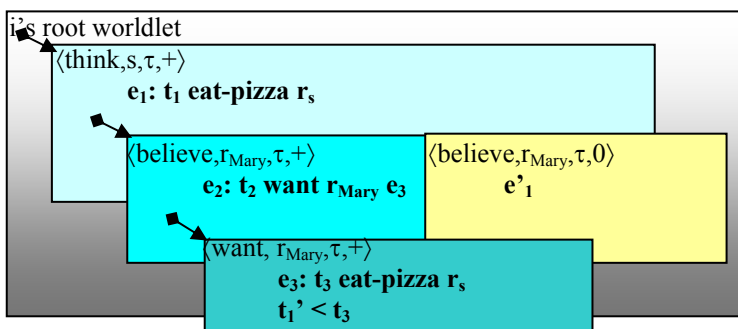 i's root worldlet
⟨think,s,τ,+⟩
e₁: t₁ eat-pizza rₛ
⟨believe,r_Mary,τ,+⟩ ⟨believe,r_Mary,τ,0⟩
e₂: t₂ want r_Mary e₃ e'₁
⟨want, r_Mary,τ,+⟩
e₃: t₃ eat-pizza rₛ
t₁' < t₃